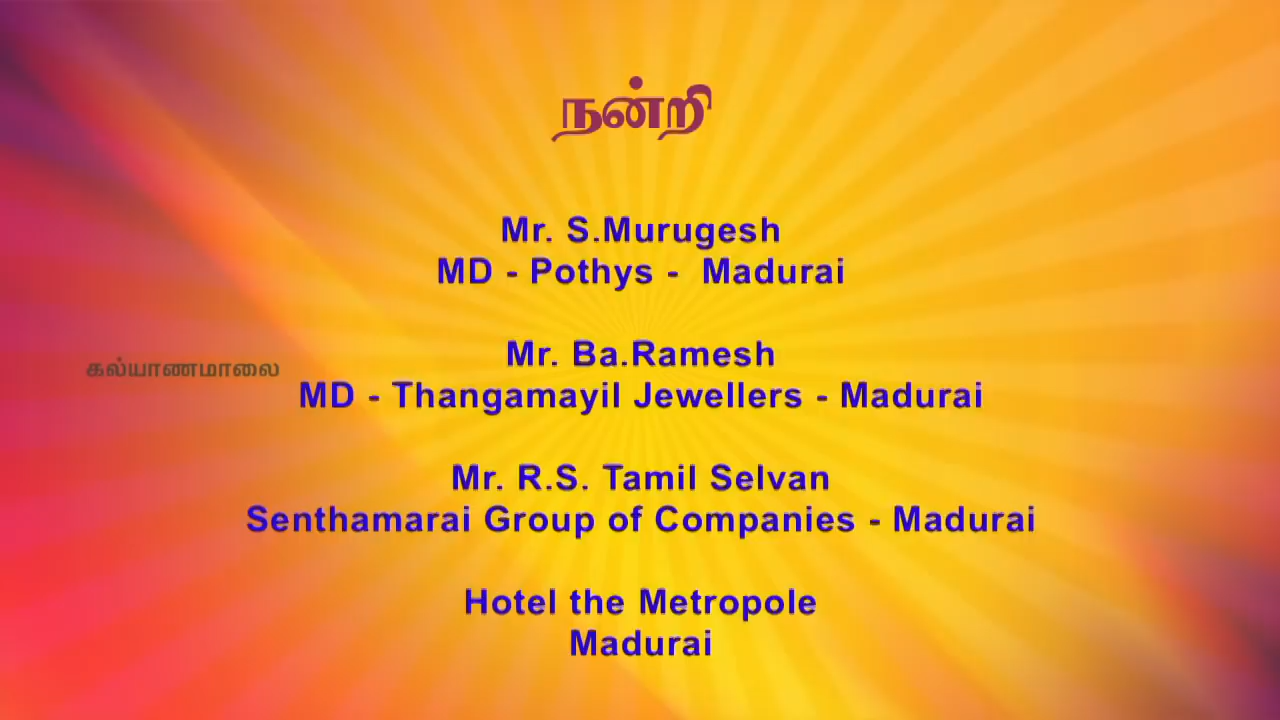 நன்றி
Mr. S.Murugesh
MD - Pothys - Madurai
கல்யாணமாலை
Mr. Ba.Ramesh
MD - Thangamayil Jewellers - Madurai
Mr. R.S. Tamil Selvan
Senthamarai Group of Companies - Madurai
Hotel the Metropole
Madurai